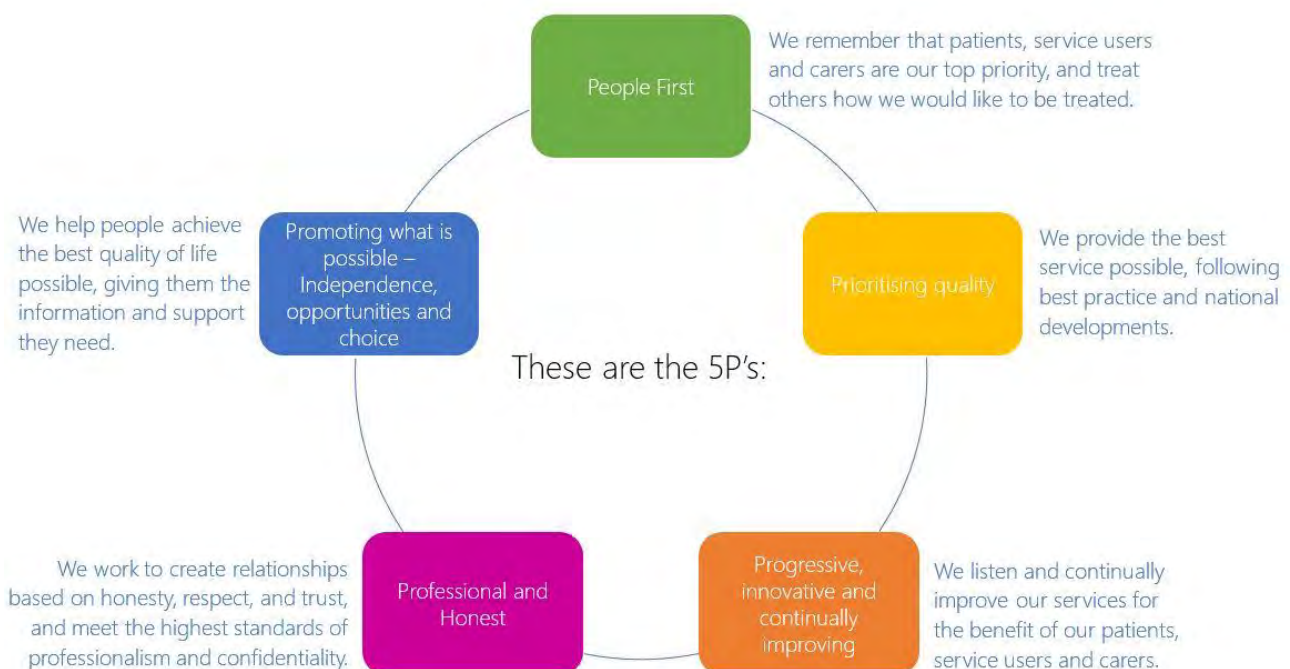 People First
We remember that patients, service users
and carers are our top priority, and treat
others how we would like to be treated.
Prioritising quality
We provide the best
service possible, following
best practice and national
developments.
Progressive,
innovative and
continually
improving
We listen and continually
improve our services for
the benefit of our patients,
service users and carers.
Professional and
Honest
We work to create relationships
based on honesty, respect, and trust,
and meet the highest standards of
professionalism and confidentiality.
Promoting what is
possible –
Independence,
opportunities and
choice
We help people achieve
the best quality of life
possible, giving them the
information and support
they need.
These are the 5P's: